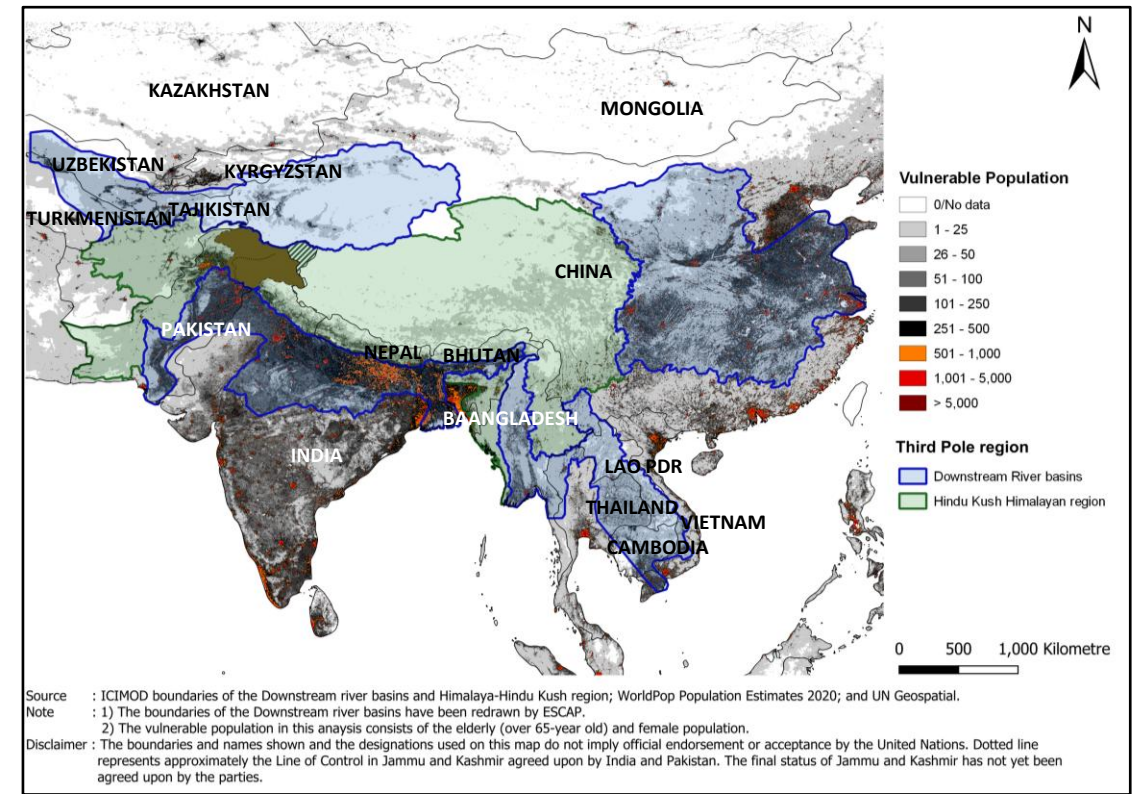 N
KAZAKHSTAN
MONGOLIA
UZBEKISTAN
KYRGYZSTAN
TURKMENISTAN
TAJIKISTAN
CHINA
PAKISTAN
NEPAL
BHUTAN
BAANGLADESH
INDIA
LAO PDR
THAILAND
VIETNAM
CAMBODIA
Vulnerable Population
0/No data
1 - 25
26 - 50
51 - 100
101 - 250
251 - 500
501 - 1,000
1,001 - 5,000
> 5,000
Third Pole region
Downstream River basins
Hindu Kush Himalayan region
0 500 1,000 Kilometre
Source : ICIMOD boundaries of the Downstream river basins and Himalaya-Hindu Kush region; WorldPop Population Estimates 2020; and UN Geospatial.
Note : 1) The boundaries of the Downstream river basins have been redrawn by ESCAP.
2) The vulnerable population in this anaysis consists of the elderly (over 65-year old) and female population.
Disclaimer : The boundaries and names shown and the designations used on this map do not imply official endorsement or acceptance by the United Nations. Dotted line
represents approximately the Line of Control in Jammu and Kashmir agreed upon by India and Pakistan. The final status of Jammu and Kashmir has not yet been
agreed upon by the parties.